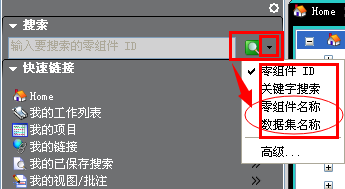 搜索
输入要搜索的零组件 ID
零组件 ID
关键字搜索
零组件名称
数据集名称
高级...
快速链接
Home
我的工作列表
我的项目
我的链接
我的已保存搜索
我的视图/批注